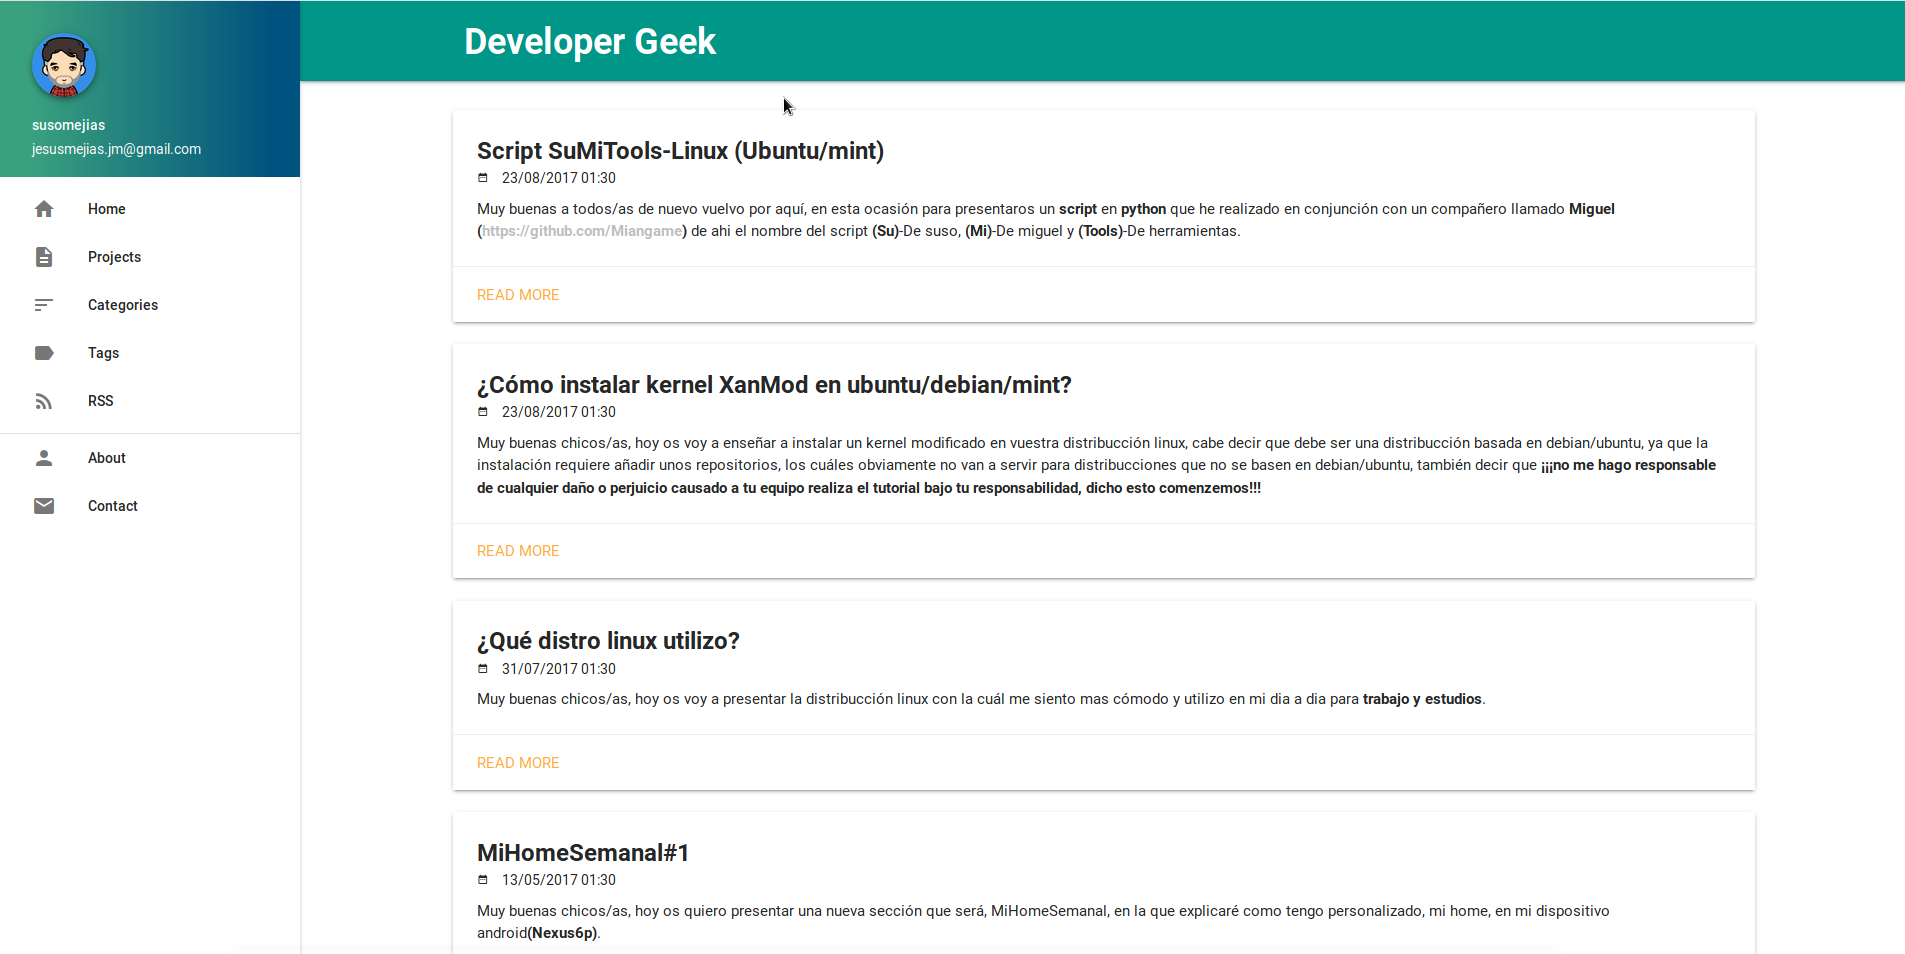 susomejias
jesusmejias.jm@gmail.com
Home
Projects
Categories
Tags
RSS
About
Contact
Developer Geek
Script SuMiTools-Linux (Ubuntu/mint)
23/08/2017 01:30
Muy buenas a todos/as de nuevo vuelvo por aquí, en esta ocasión para presentaros un script en python que he realizado en conjunción con un compañero llamado Miguel
(https://github.com/Miangame) de ahi el nombre del script (Su)-De suso, (Mi)-De miguel y (Tools)-De herramientas.
READ MORE
¿Cómo instalar kernel XanMod en ubuntu/debian/mint?
23/08/2017 01:30
Muy buenas chicos/as, hoy os voy a enseñar a instalar un kernel modificado en vuestra distribucción linux, cabe decir que debe ser una distribucción basada en debian/ubuntu, ya que la
instalación requiere añadir unos repositorios, los cuáles obviamente no van a servir para distribucciones que no se basen en debian/ubuntu, también decir que ¡¡¡no me hago responsable
de cualquier daño o perjuicio causado a tu equipo realiza el tutorial bajo tu responsabilidad, dicho esto comenzemos!!!
READ MORE
¿Qué distro linux utilizo?
31/07/2017 01:30
Muy buenas chicos/as, hoy os voy a presentar la distribucción linux con la cuál me siento mas cómodo y utilizo en mi dia a dia para trabajo y estudios.
READ MORE
MiHomeSemanal#1
13/05/2017 01:30
Muy buenas chicos/as, hoy os quiero presentar una nueva sección que será, MiHomeSemanal, en la que explicaré como tengo personalizado, mi home, en mi dispositivo
android(Nexus6p).